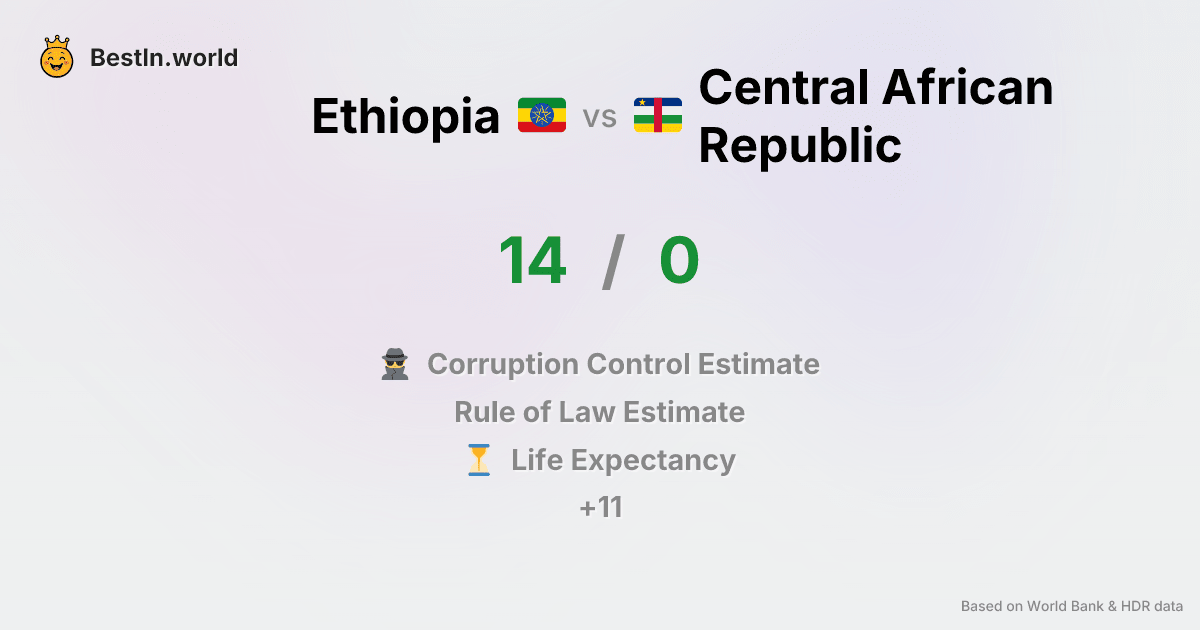 BestIn.world
Ethiopia vs Central African
Republic
14 / 0
Corruption Control Estimate
Rule of Law Estimate
Life Expectancy
+11
Based on World Bank & HDR data